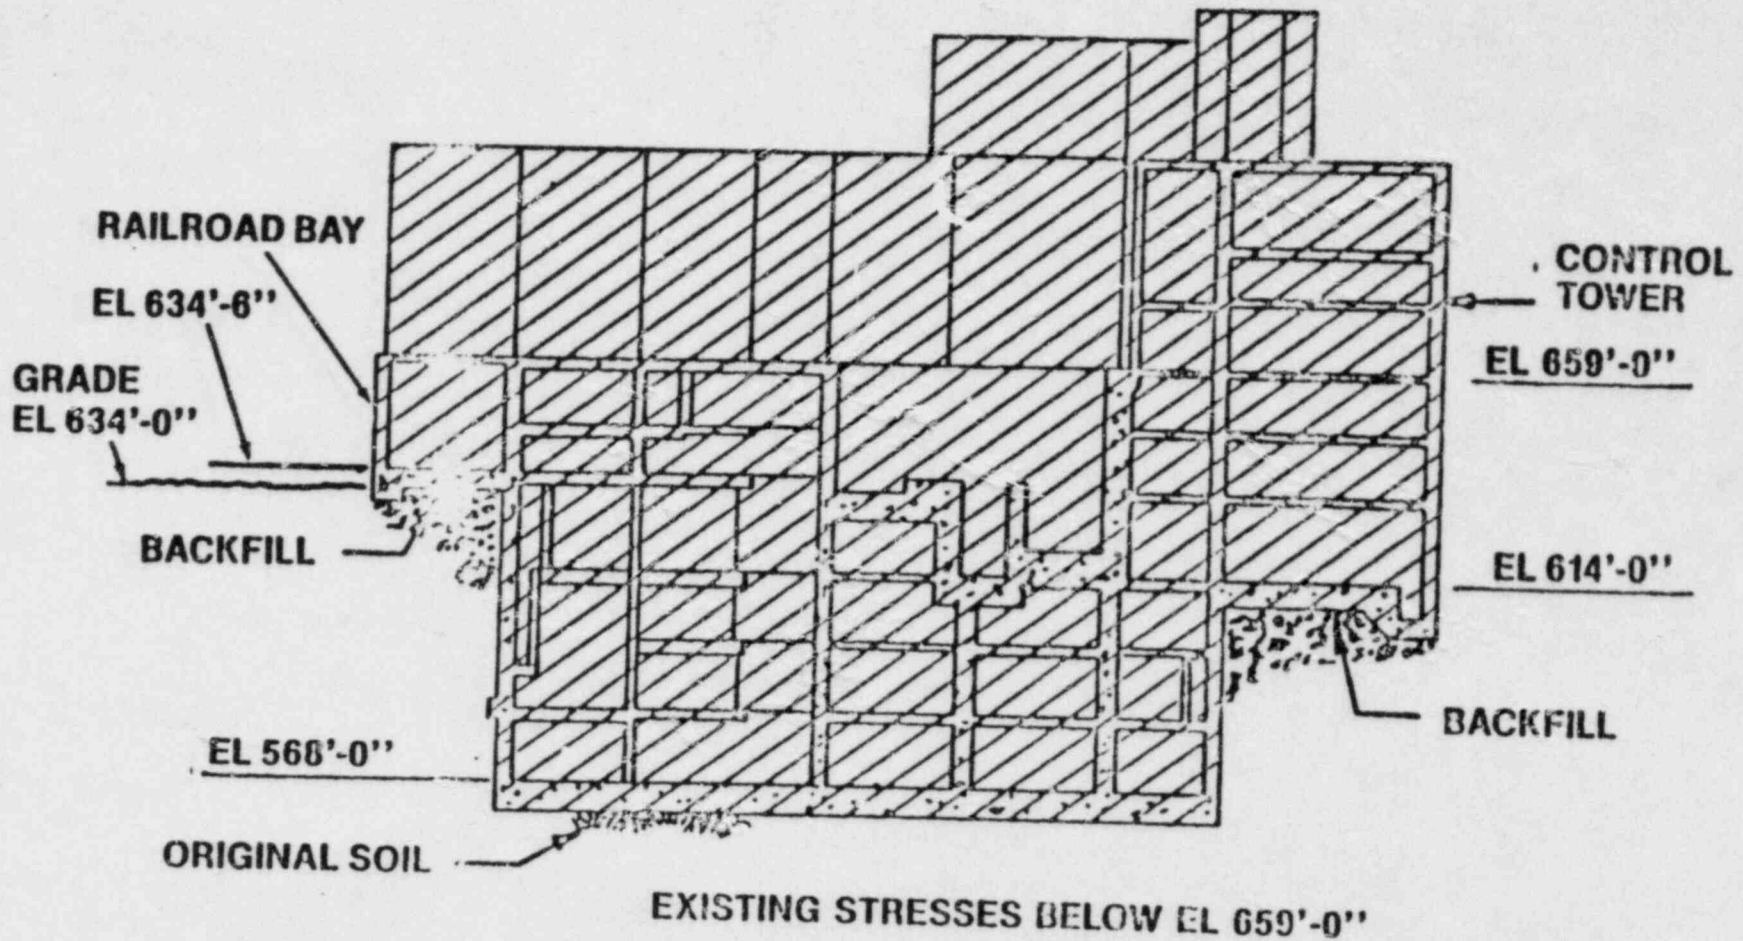 RAILROAD BAY
EL 634'-6''
GRADE
EL 634'-0''
BACKFILL
EL 568'-0''
ORIGINAL SOIL
CONTROL
TOWER
EL 659'-0''
EL 614'-0''
BACKFILL
EXISTING STRESSES BELOW EL 659'-0''